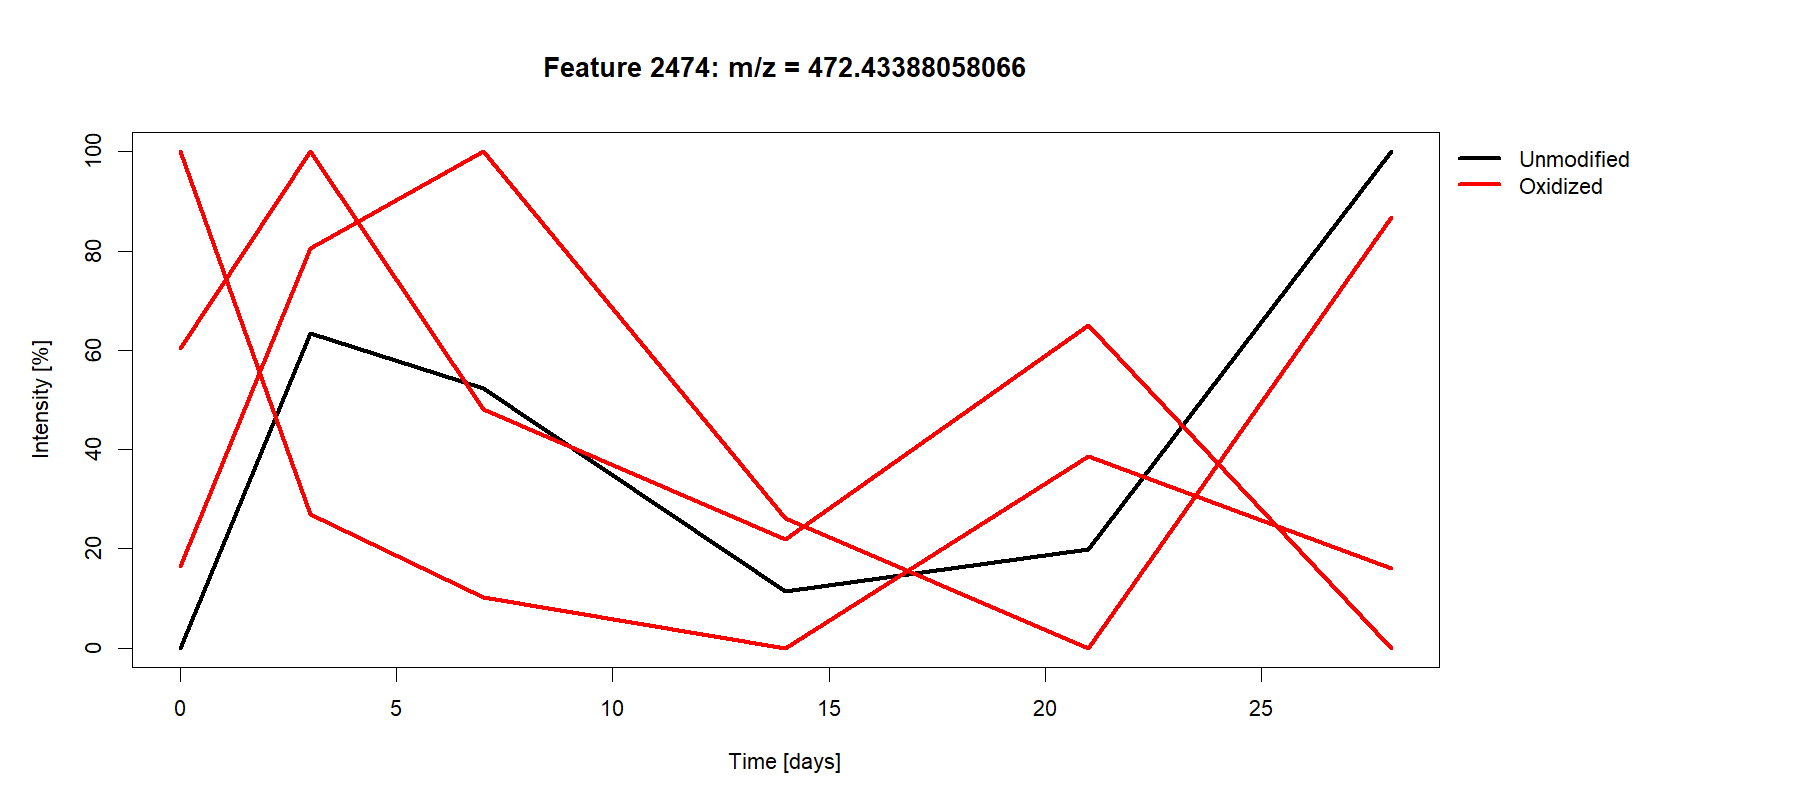 Feature 2474: m/z = 472.43388058066
Unmodified
Oxidized
Intensity [%]
100
80
60
40
20
0
0 5 10 15 20 25
Time [days]